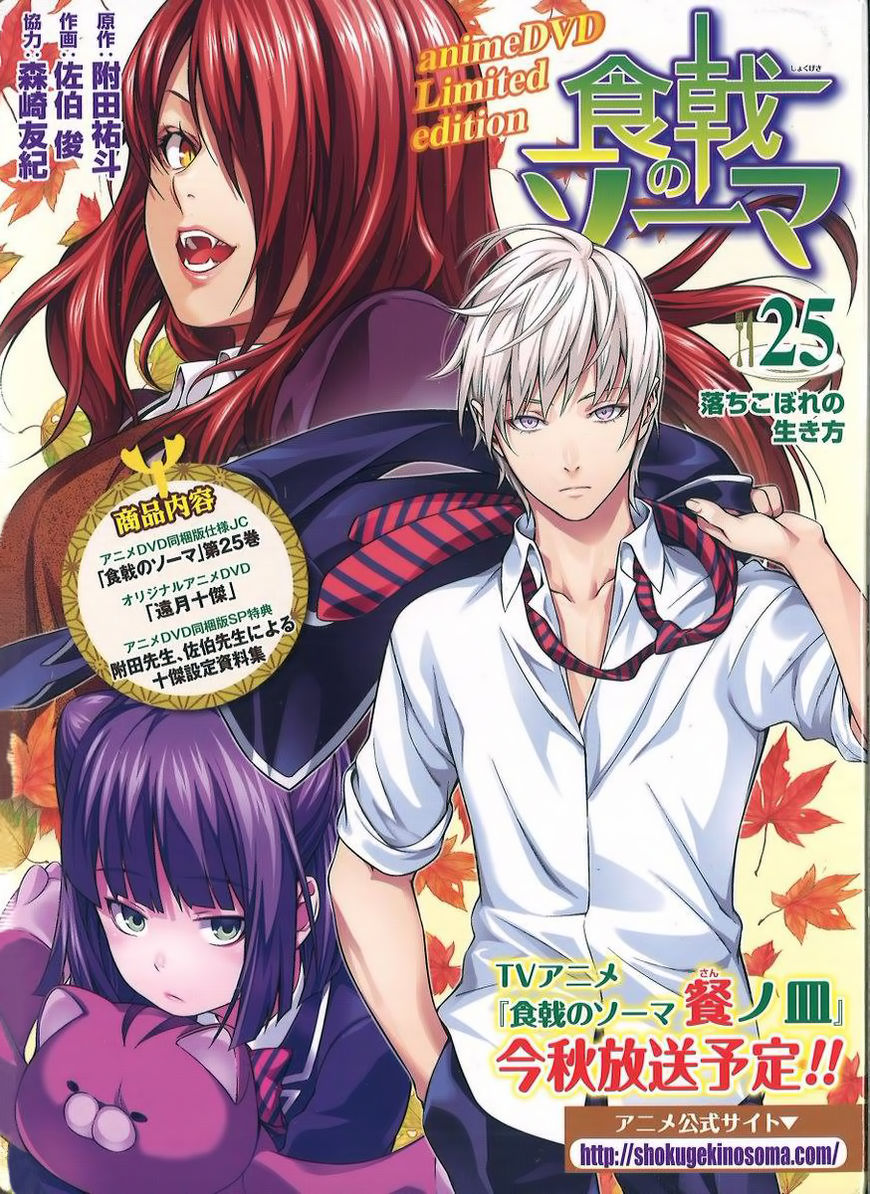 原作：附田祐斗
作画：佐伯 俊
協力：森崎友紀
animeDVD
Limited
edition
食戟の
しょくげき
ソーマ
25
落ちこぼれの
生き方
商品内容
アニメDVD同梱版仕様JC
「食戟のソーマ」第25巻
オリジナルアニメDVD
「遠月十傑」
アニメDVD同梱版SP特典
附田先生、佐伯先生による
十傑設定資料集
TVアニメ
さん
『食戟のソーマ 餐ノ皿』
今秋放送予定!!
アニメ公式サイト▼
http://shokugekinosoma.com/